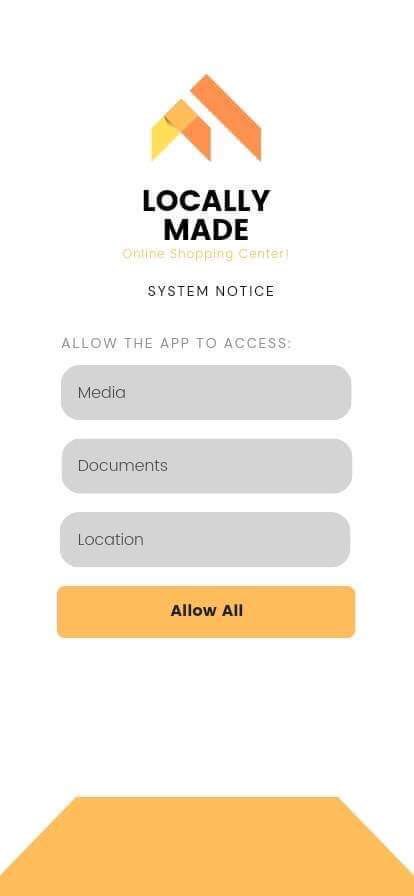 LOCALLY
MADE
Online Shopping Center!
SYSTEM NOTICE
ALLOW THE APP TO ACCESS:
Media
Documents
Location
Allow All